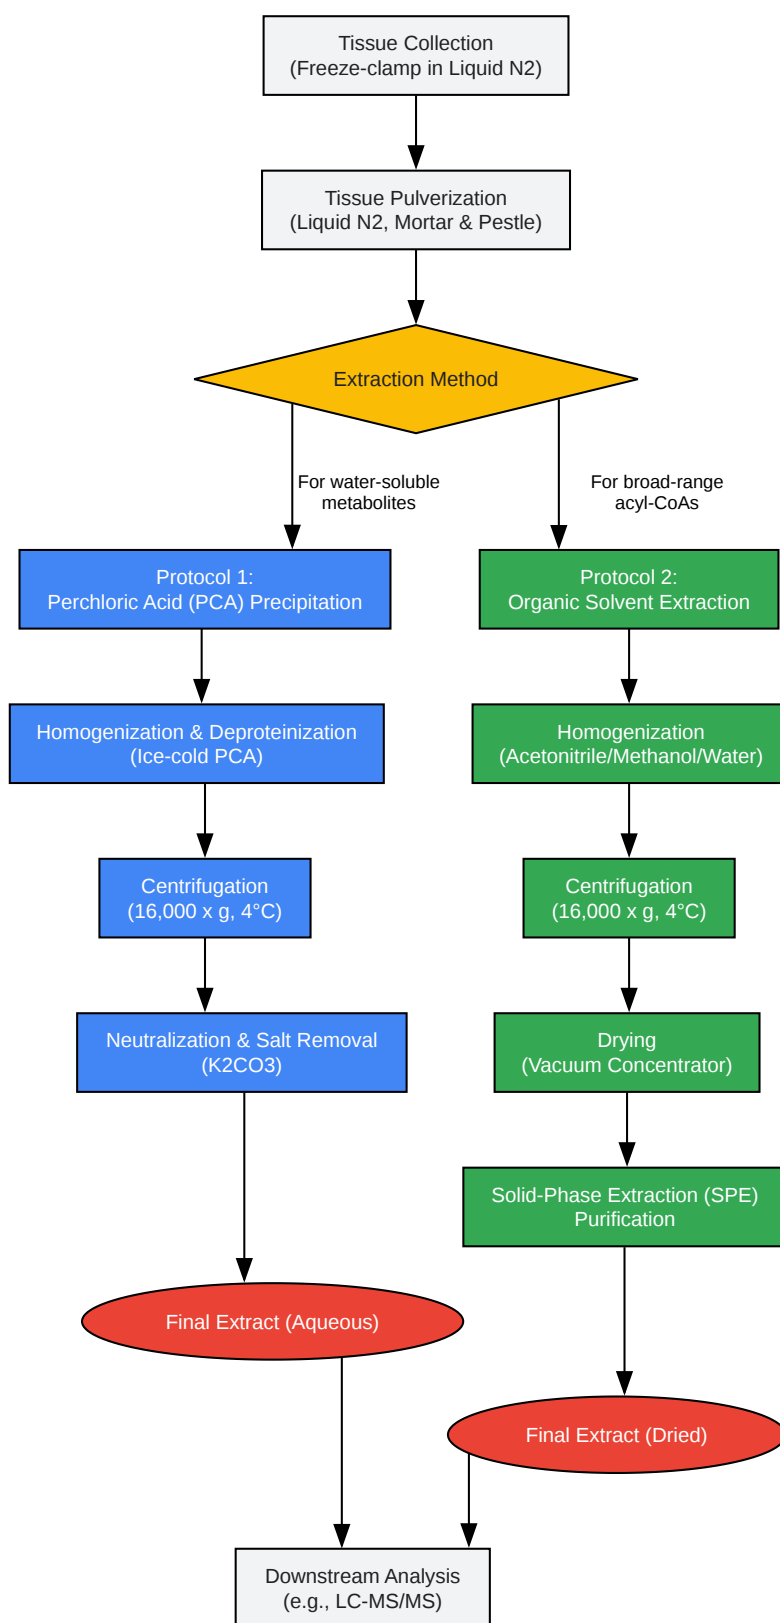 Tissue Collection
(Freeze-clamp in Liquid N2)
Tissue Pulverization
(Liquid N2, Mortar & Pestle)
Extraction Method
For water-soluble
metabolites
For broad-range
acyl-CoAs
Protocol 1:
Perchloric Acid (PCA) Precipitation
Protocol 2:
Organic Solvent Extraction
Homogenization & Deproteinization
(Ice-cold PCA)
Homogenization
(Acetonitrile/Methanol/Water)
Centrifugation
(16,000 x g, 4°C)
Centrifugation
(16,000 x g, 4°C)
Neutralization & Salt Removal
(K2CO3)
Drying
(Vacuum Concentrator)
Solid-Phase Extraction (SPE)
Purification
Final Extract (Aqueous)
Final Extract (Dried)
Downstream Analysis
(e.g., LC-MS/MS)